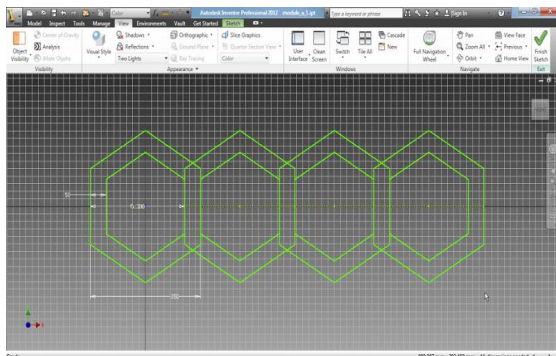 Autodesk Inventor Professional 2012 module_a_1.ipt
Type a keyword or phrase
Sign In
Model Inspect Tools Manage View Environments Vault Get Started Sketch
Object Visibility
Center of Gravity
Analysis
iMate Glyphs
Visibility
Visual Style
Shadows
Reflections
Two Lights
Orthographic
Ground Plane
Ray Tracing
Slice Graphics
Quarter Section View
Color
Appearance
User Interface
Clean Screen
Switch
Tile All
Cascade
New
Windows
Full Navigation Wheel
Pan
Zoom All
Orbit
View Face
Previous
Home View
Navigate
Finish Sketch
Exit
50